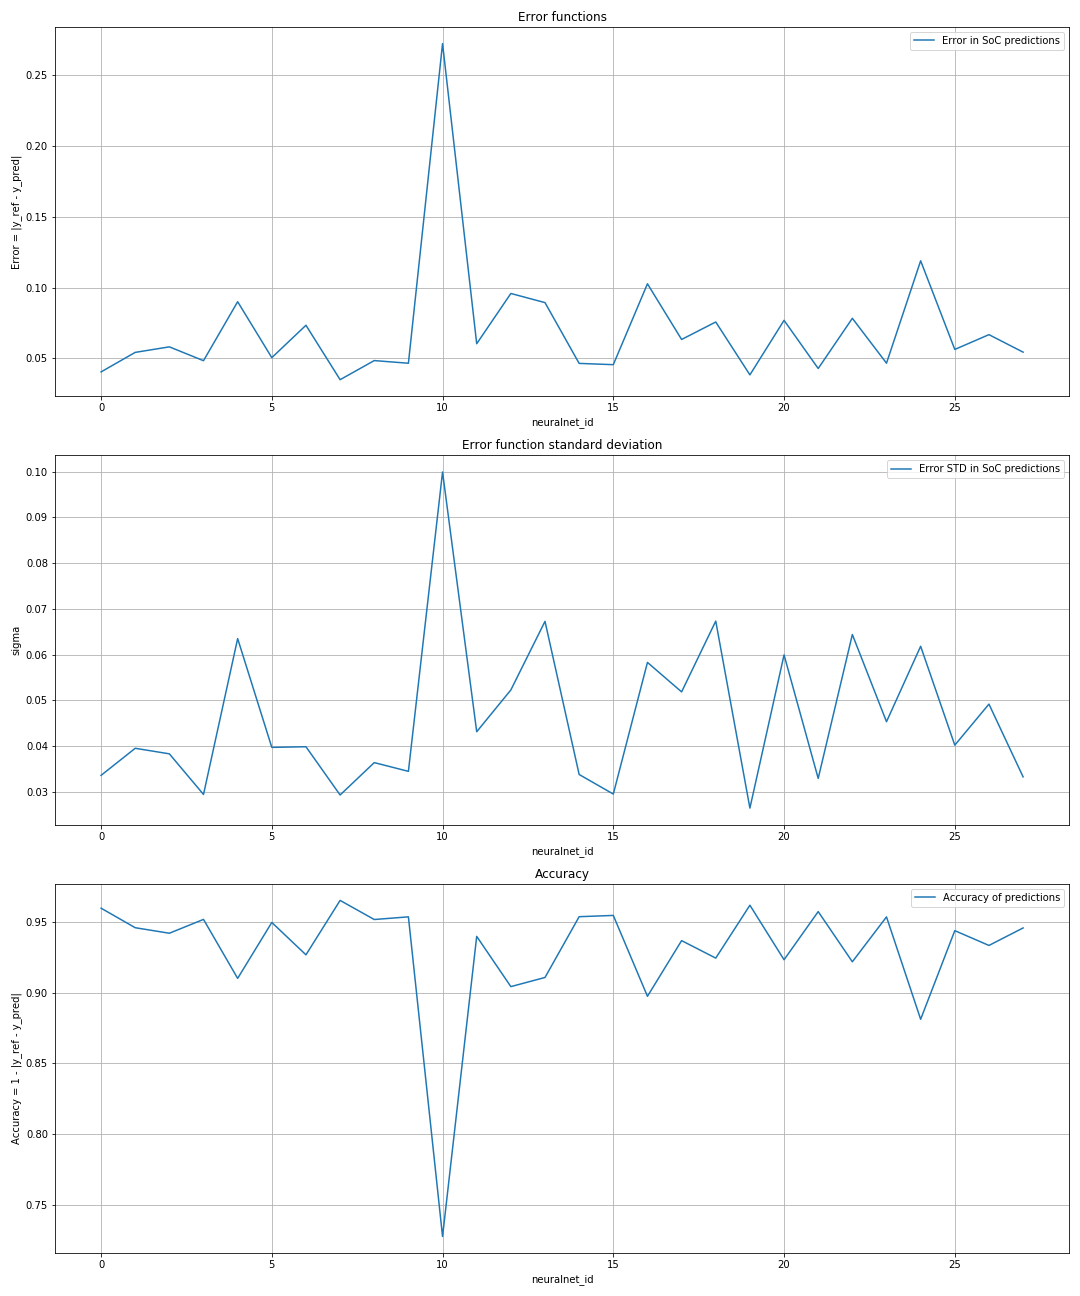 Error functions
Error in SoC predictions
0.25
0.20
0.15
0.10
0.05
Error = |y_ref - y_pred|
0 5 10 15 20 25
neuralnet_id
Error function standard deviation
Error STD in SoC predictions
0.10
0.09
0.08
0.07
0.06
0.05
0.04
0.03
sigma
0 5 10 15 20 25
neuralnet_id
Accuracy
Accuracy of predictions
0.95
0.90
0.85
0.80
0.75
Accuracy = 1 - |y_ref - y_pred|
0 5 10 15 20 25
neuralnet_id